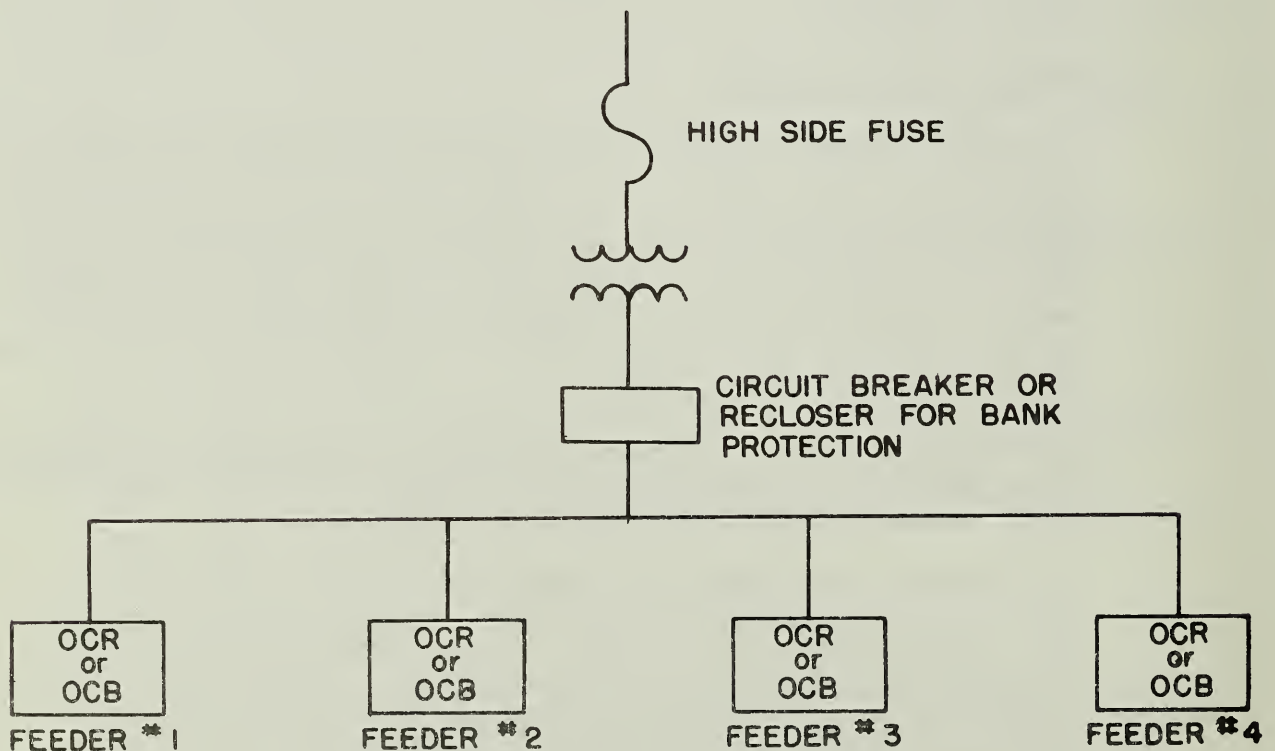 HIGH SIDE FUSE
CIRCUIT BREAKER OR
RECLOSER FOR BANK
PROTECTION
OCR
or
OCB
FEEDER #1
OCR
or
OCB
FEEDER #2
OCR
or
OCB
FEEDER #3
OCR
or
OCB
FEEDER #4